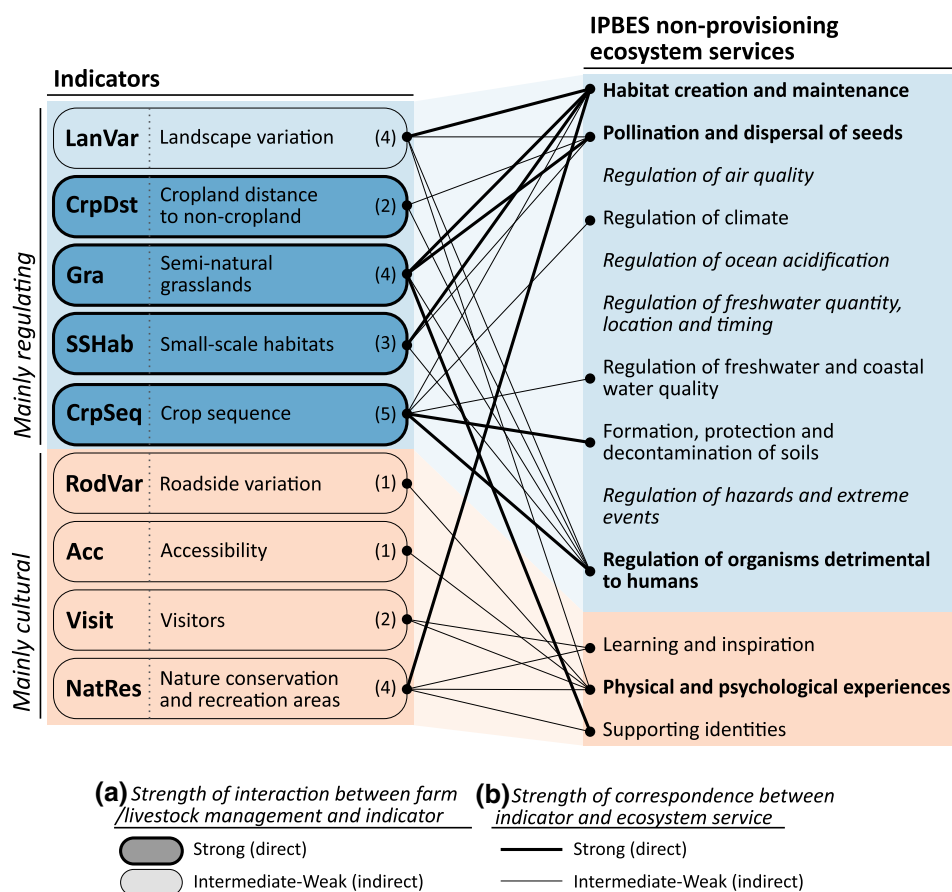 IPBES non-provisioning
ecosystem services
Indicators
Mainly regulating
LanVar Landscape variation (4)
CrpDst Cropland distance
to non-cropland (2)
Gra Semi-natural
grasslands (4)
SSHab Small-scale habitats (3)
CrpSeq Crop sequence (5)
Mainly cultural
RodVar Roadside variation (1)
Acc Accessibility (1)
Visit Visitors (2)
NatRes Nature conservation
and recreation areas (4)
Habitat creation and maintenance
Pollination and dispersal of seeds
Regulation of air quality
Regulation of climate
Regulation of ocean acidification
Regulation of freshwater quantity,
location and timing
Regulation of freshwater and coastal
water quality
Formation, protection and
decontamination of soils
Regulation of hazards and extreme
events
Regulation of organisms detrimental
to humans
Learning and inspiration
Physical and psychological experiences
Supporting identities
(a) Strength of interaction between farm
/livestock management and indicator
Strong (direct)
Intermediate-Weak (indirect)
(b) Strength of correspondence between
indicator and ecosystem service
Strong (direct)
Intermediate-Weak (indirect)